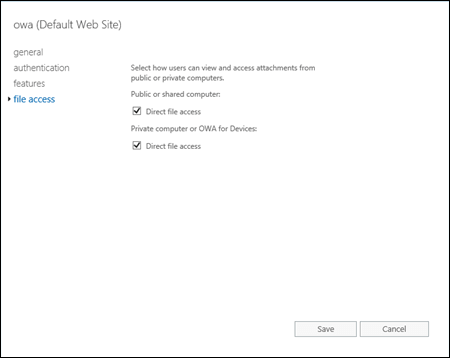 owa (Default Web Site)
general
authentication
features
file access
Select how users can view and access attachments from
public or private computers.
Public or shared computer:
Direct file access
Private computer or OWA for Devices:
Direct file access
Save
Cancel